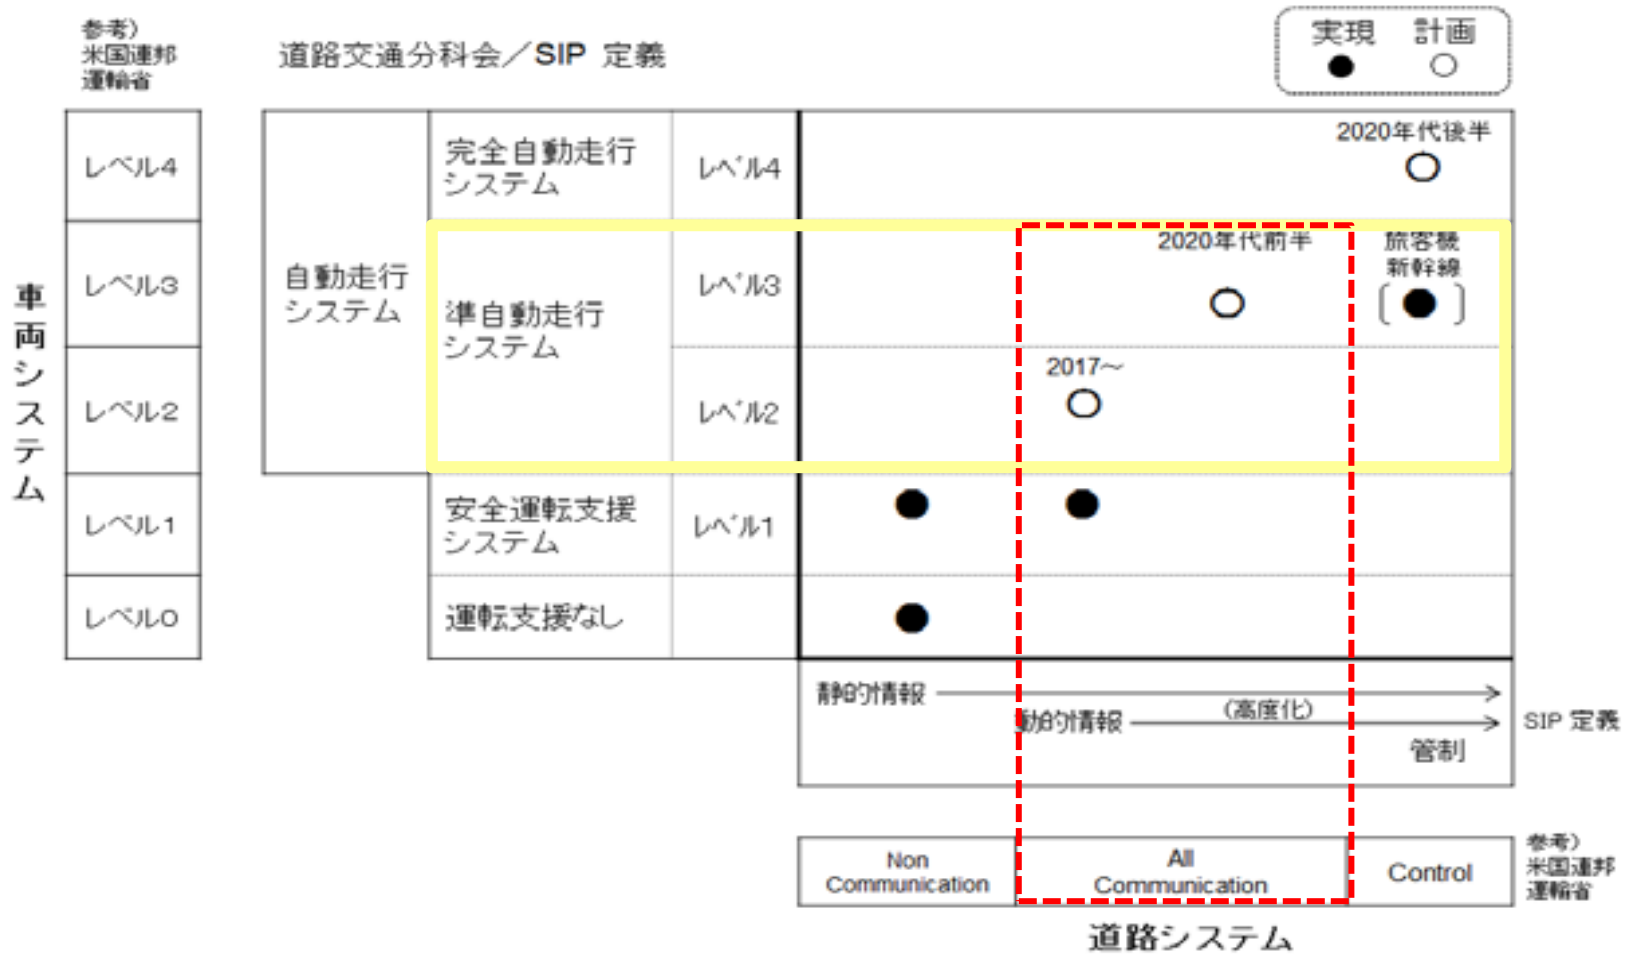 参考)
米国連邦
運輸省
道路交通分科会／SIP 定義
実現 計画
● ○
車両システム
レベル4
レベル3
レベル2
レベル1
レベル0
自動走行
システム
完全自動走行
システム
レベル4
2020年代後半
準自動走行
システム
レベル3
2020年代前半
旅客機
新幹線
レベル2
2017～
安全運転支援
システム
レベル1
運転支援なし
静的情報
(高度化)
動的情報
管制
SIP 定義
Non
Communication
All
Communication
Control
参考)
米国連邦
運輸省
道路システム